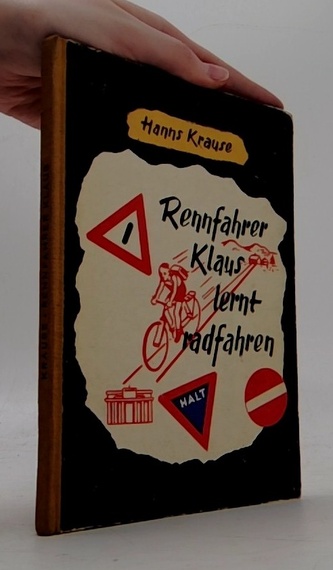 Hanns Krause
Rennfahrer
Klaus
lernt
radfahren
HALT